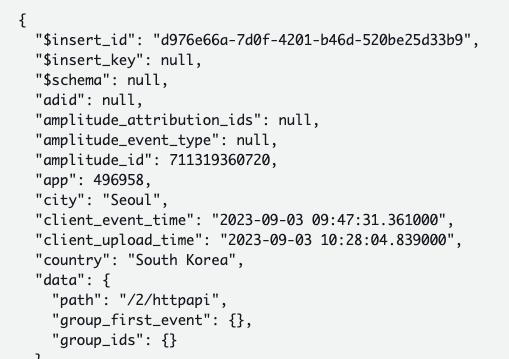 {
"$insert_id": "d976e66a-7d0f-4201-b46d-520be25d33b9",
"$insert_key": null,
"$schema": null,
"adid": null,
"amplitude_attribution_ids": null,
"amplitude_event_type": null,
"amplitude_id": 711319360720,
"app": 496958,
"city": "Seoul",
"client_event_time": "2023-09-03 09:47:31.361000",
"client_upload_time": "2023-09-03 10:28:04.839000",
"country": "South Korea",
"data": {
"path": "/2/httpapi",
"group_first_event": {},
"group_ids": {}